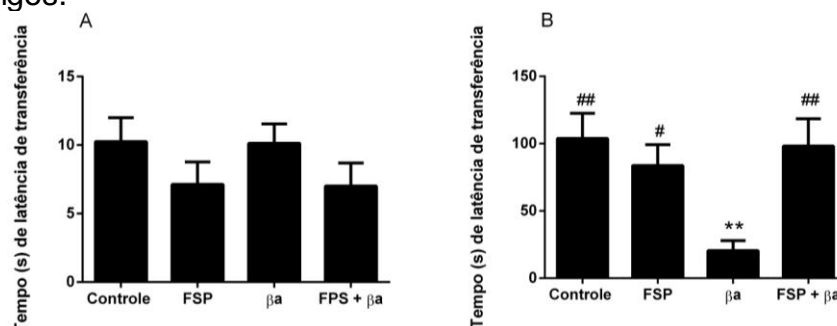 igos.
A
Tempo (s) de latência de transferência
15
10
5
0
Controle FSP βa FPS + βa
B
Tempo (s) de latência de transferência
150
100
50
0
## # ** ##
Controle FSP βa FSP + βa